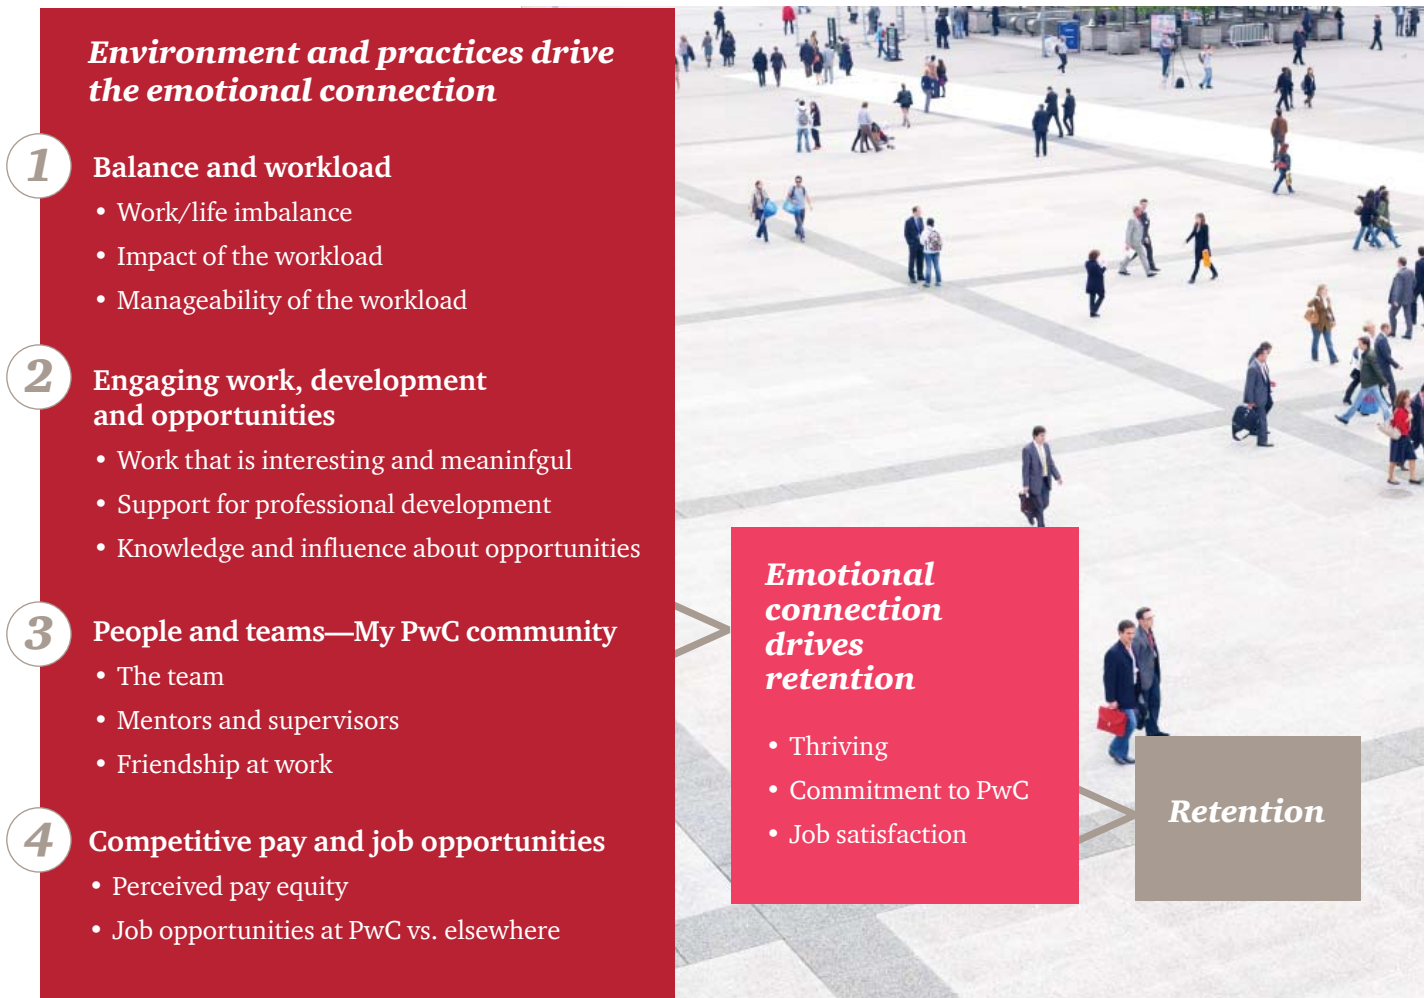 Environment and practices drive
the emotional connection
1
Balance and workload
• Work/life imbalance
• Impact of the workload
• Manageability of the workload
2
Engaging work, development
and opportunities
• Work that is interesting and meaninfgul
• Support for professional development
• Knowledge and influence about opportunities
3
People and teams—My PwC community
• The team
• Mentors and supervisors
• Friendship at work
4
Competitive pay and job opportunities
• Perceived pay equity
• Job opportunities at PwC vs. elsewhere
Emotional
connection
drives
retention
• Thriving
• Commitment to PwC
• Job satisfaction
Retention